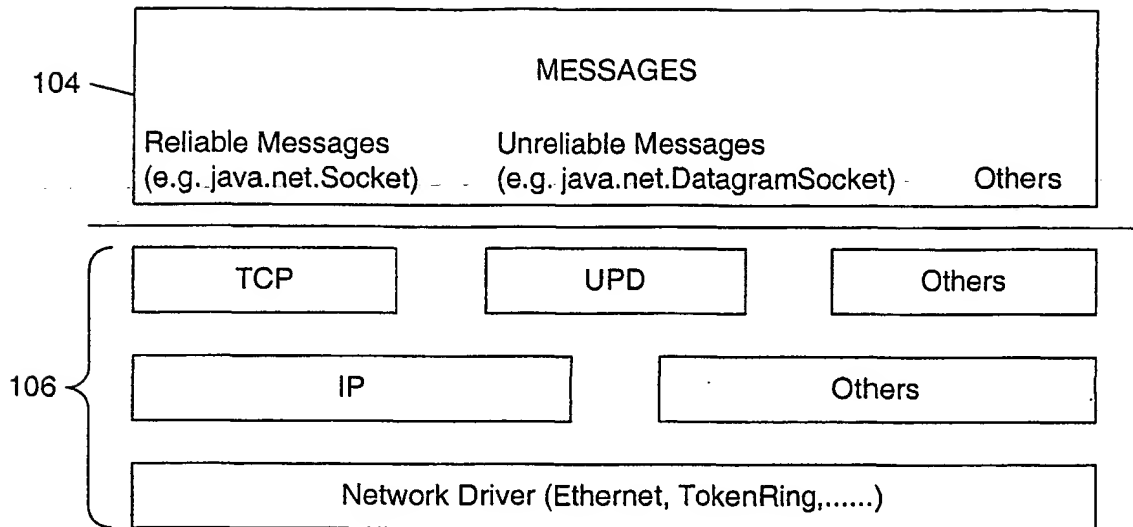 MESSAGES
104
Reliable Messages Unreliable Messages
(e.g. java.net.Socket) (e.g. java.net.DatagramSocket) Others
TCP UPD Others
106 IP Others
Network Driver (Ethernet, TokenRing,......)